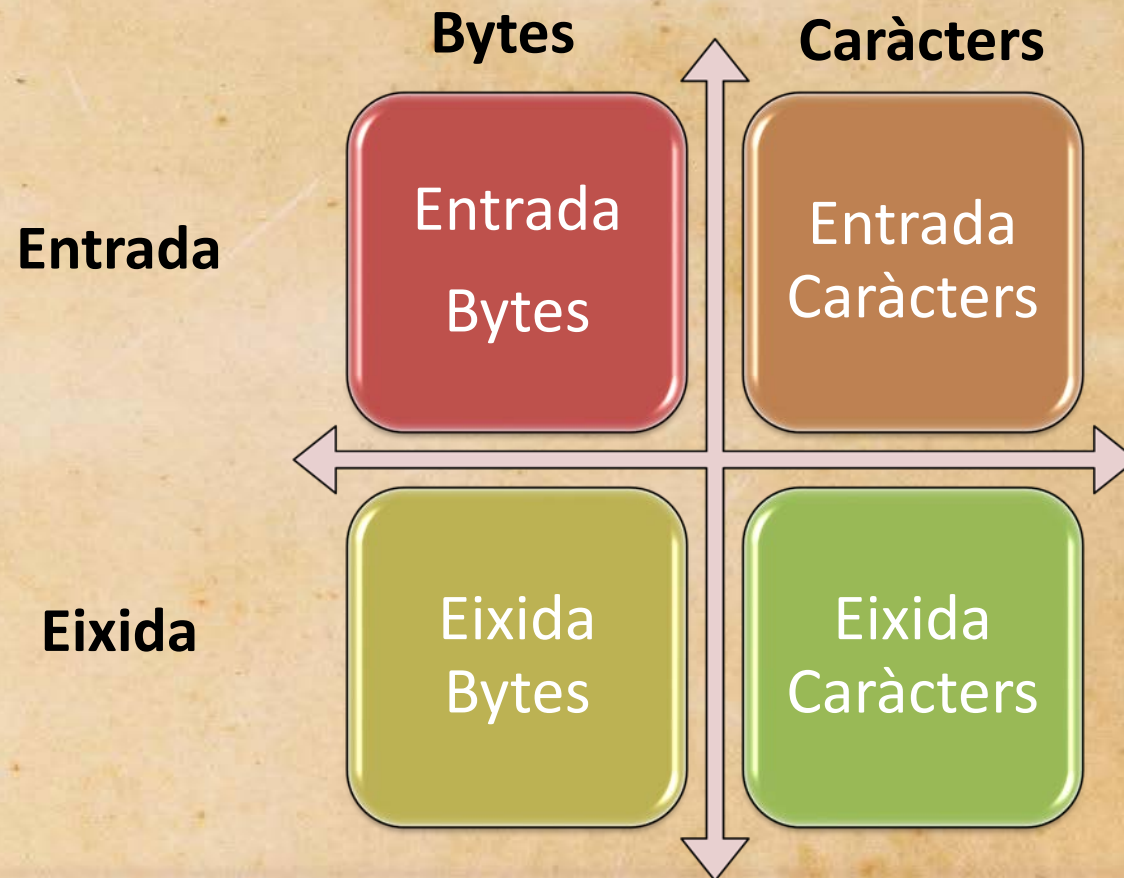 Bytes
Caràcters
Entrada
Entrada
Bytes
Entrada
Caràcters
Eixida
Eixida
Bytes
Eixida
Caràcters